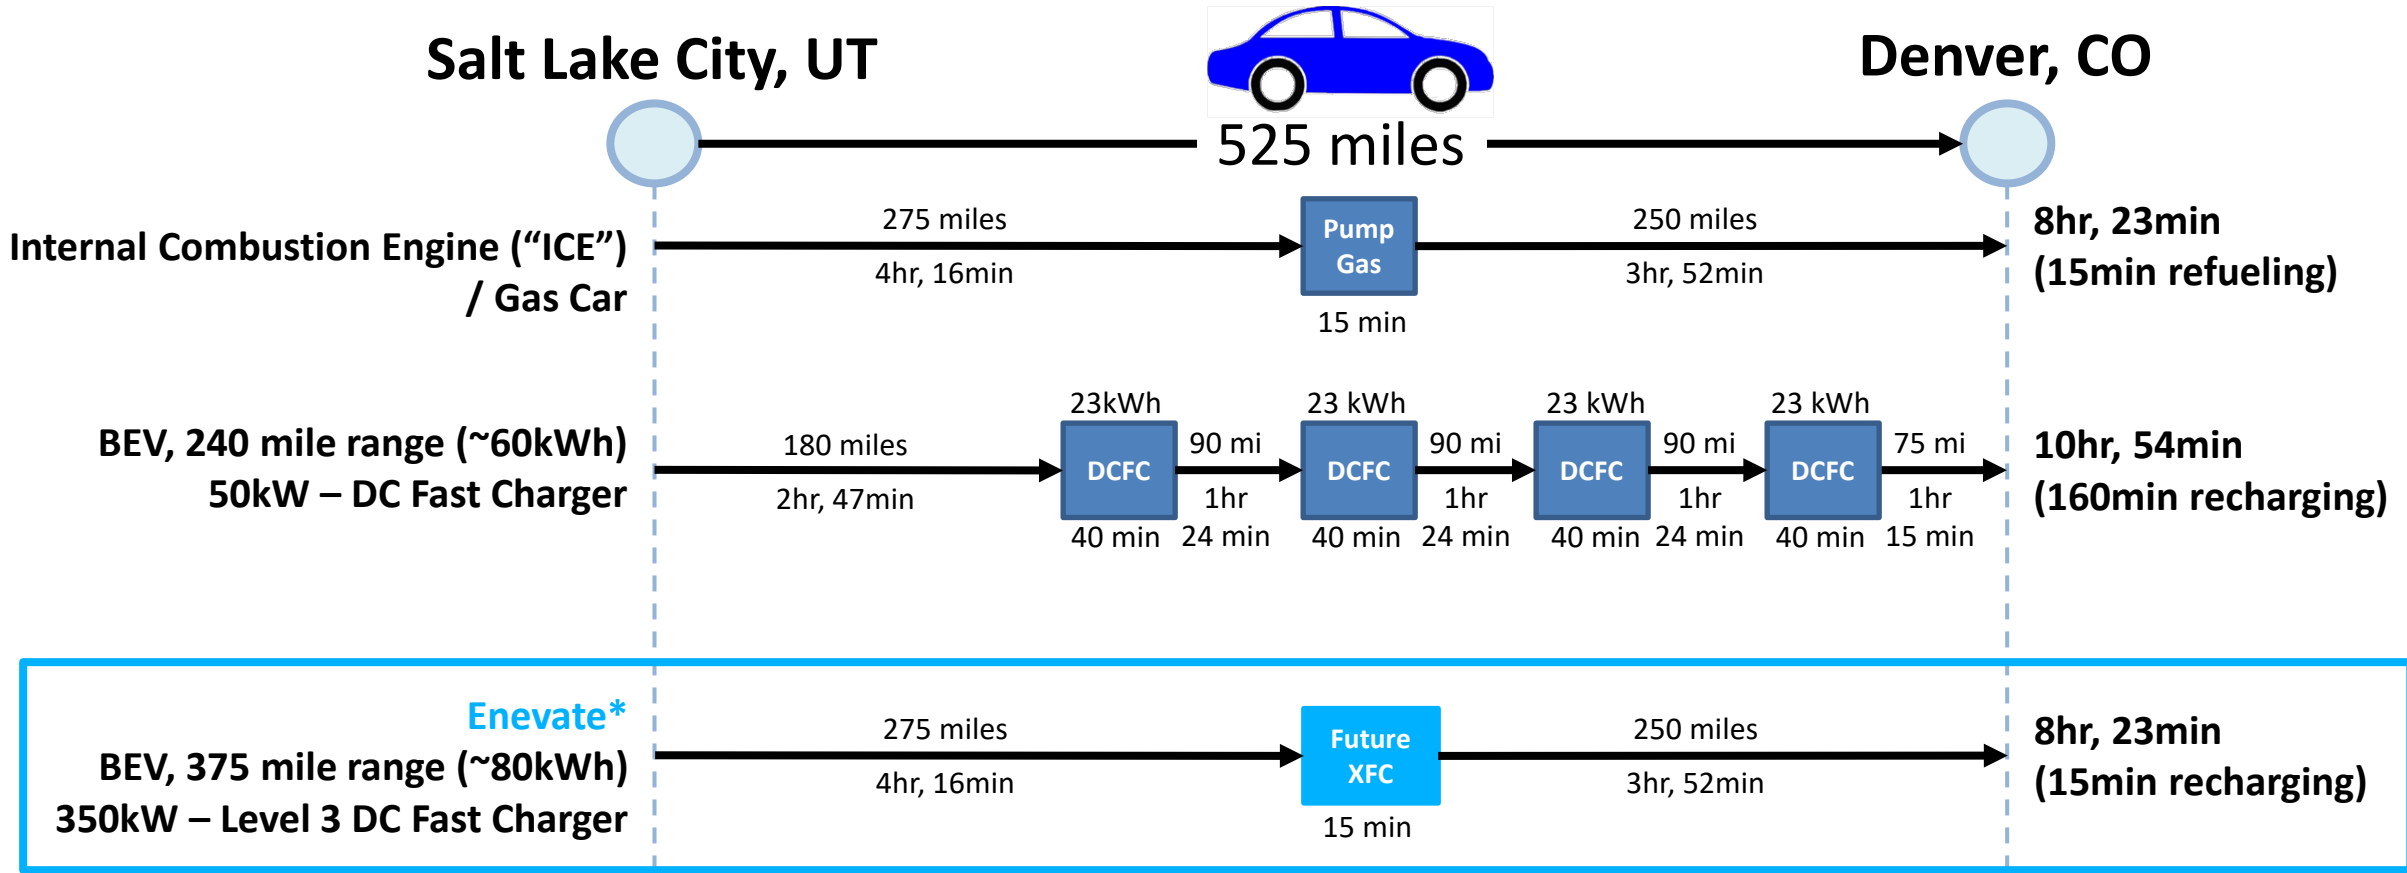 Salt Lake City, UT
Denver, CO
525 miles
Internal Combustion Engine (“ICE”)
/ Gas Car
275 miles
4hr, 16min
Pump
Gas
15 min
250 miles
3hr, 52min
8hr, 23min
(15min refueling)
BEV, 240 mile range (~60kWh)
50kW – DC Fast Charger
180 miles
2hr, 47min
23kWh
DCFC
40 min
90 mi
1hr
24 min
23 kWh
DCFC
40 min
90 mi
1hr
24 min
23 kWh
DCFC
40 min
90 mi
1hr
24 min
23 kWh
DCFC
40 min
75 mi
1hr
15 min
10hr, 54min
(160min recharging)
Enevate*
BEV, 375 mile range (~80kWh)
350kW – Level 3 DC Fast Charger
275 miles
4hr, 16min
Future
XFC
15 min
250 miles
3hr, 52min
8hr, 23min
(15min recharging)